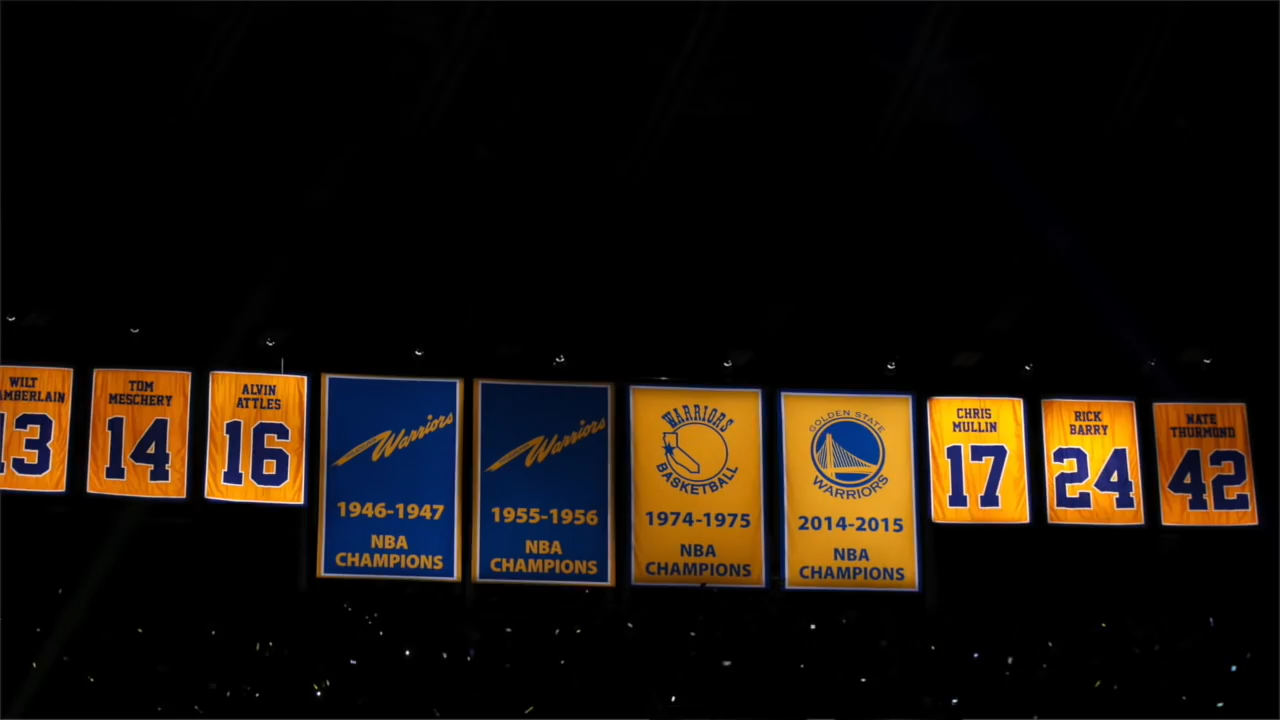 WILT
AMBERLAIN
13
TOM
MESCHERY
14
ALVIN
ATTLES
16
Warriors
1946-1947
NBA
CHAMPIONS
Warriors
1955-1956
NBA
CHAMPIONS
WARRIORS
BASKETBALL
1974-1975
NBA
CHAMPIONS
GOLDEN STATE
WARRIORS
2014-2015
NBA
CHAMPIONS
CHRIS
MULLIN
17
RICK
BARRY
24
NATE
THURMOND
42